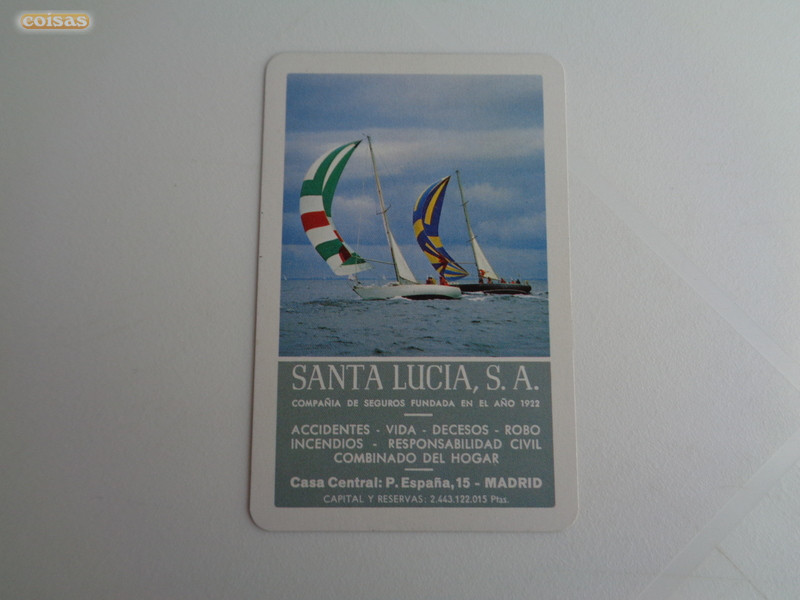 coisas
SANTA LUCIA, S. A.
COMPAÑIA DE SEGUROS FUNDADA EN EL AÑO 1922
ACCIDENTES - VIDA - DECESOS - ROBO
INCENDIOS - RESPONSABILIDAD CIVIL
COMBINADO DEL HOGAR
Casa Central: P. España, 15 - MADRID
CAPITAL Y RESERVAS: 2.443.122.015 Ptas.